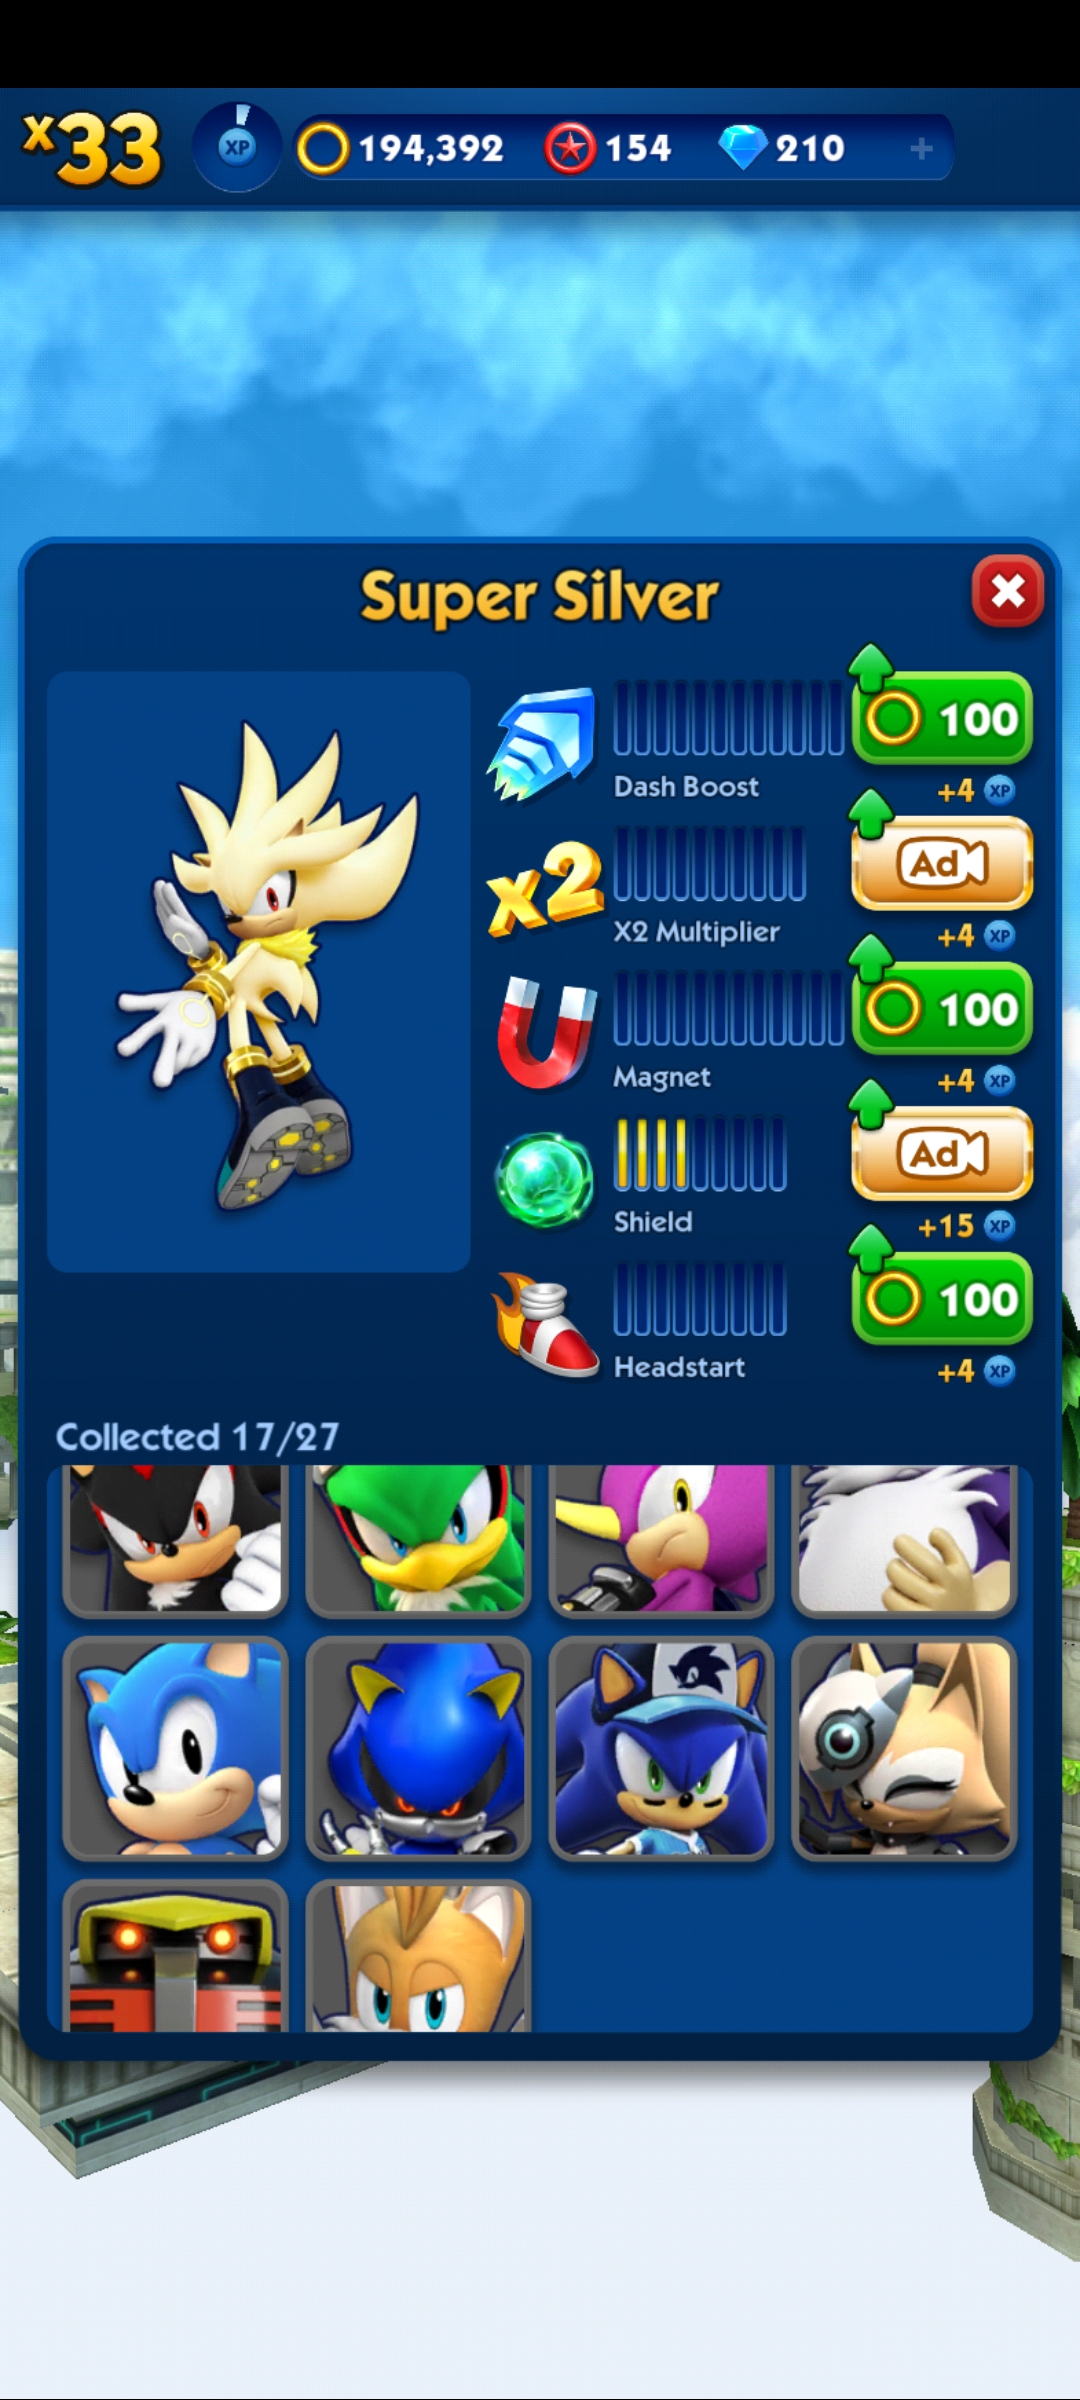 x33
XP
194,392
154
210
+
Super Silver
100
Dash Boost
+4 XP
x2
Ad
X2 Multiplier
+4 XP
100
Magnet
+4 XP
Ad
Shield
+15 XP
100
Headstart
+4 XP
Collected 17/27